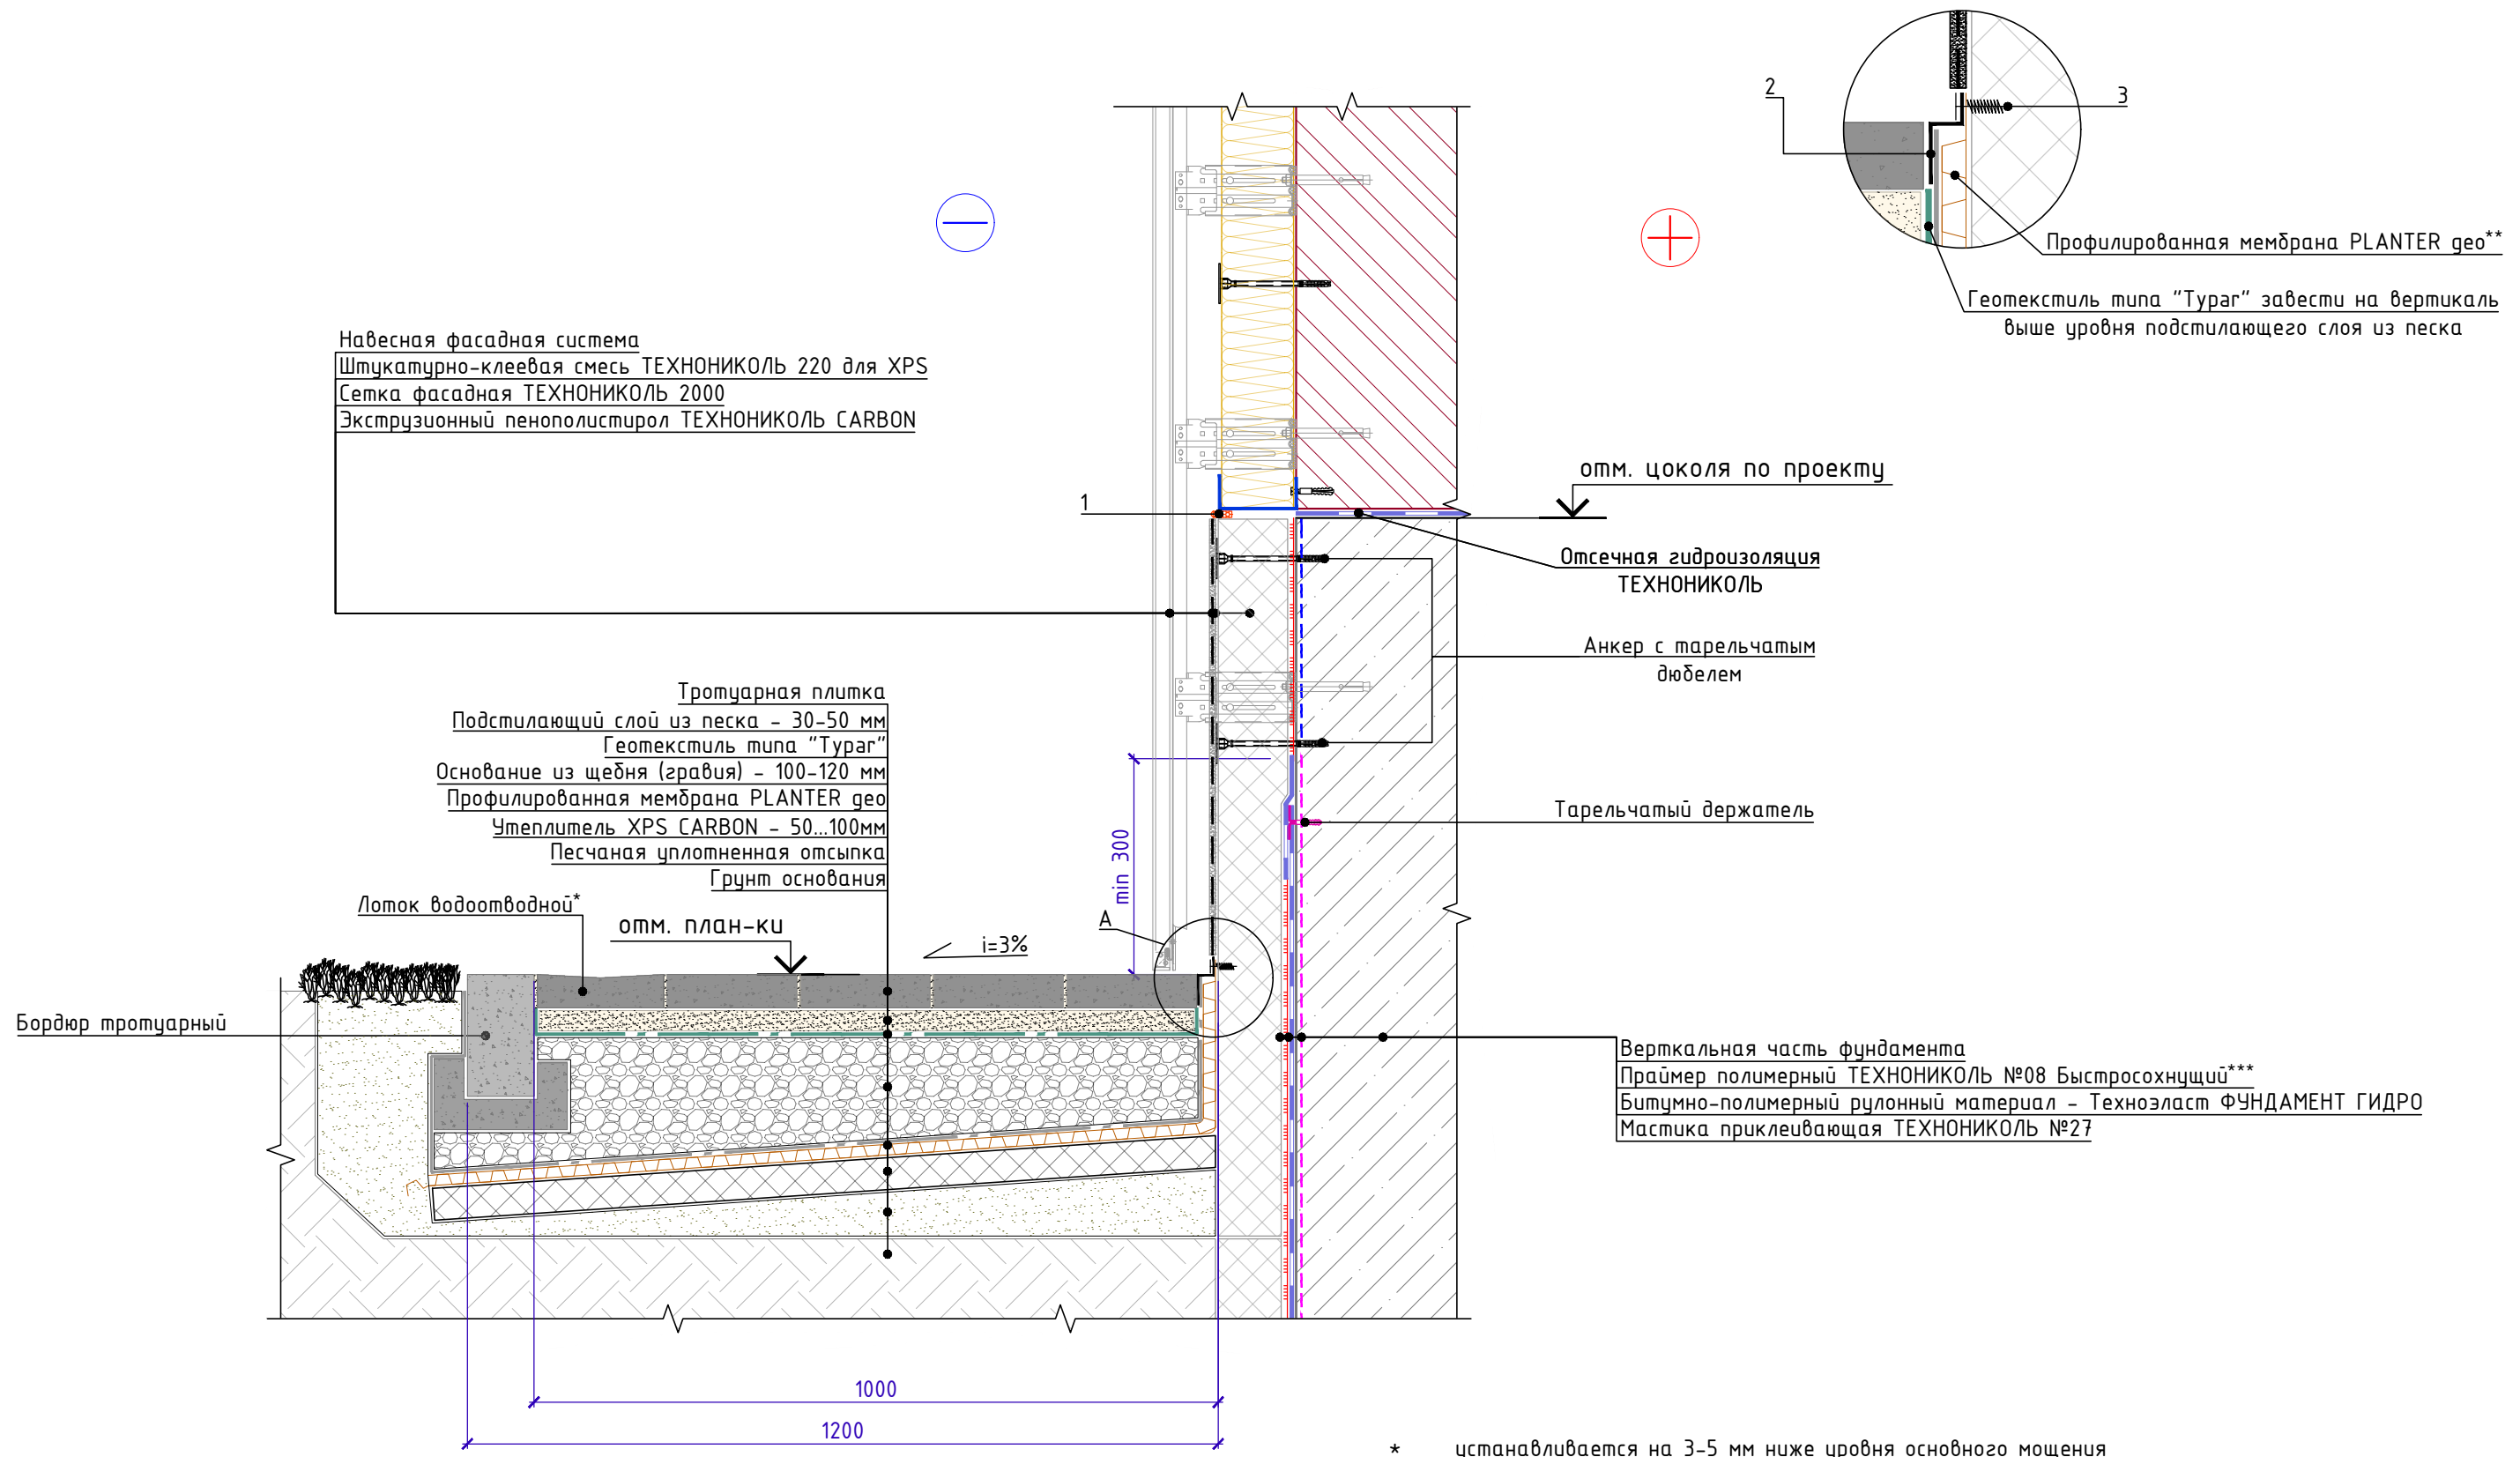 2
3
Профилированная мембрана PLANTER geo**
Геотекстиль типа "Typar" завести на вертикаль
выше уровня подстилающего слоя из песка
Навесная фасадная система
Штукатурно-клеевая смесь ТЕХНОНИКОЛЬ 220 для XPS
Сетка фасадная ТЕХНОНИКОЛЬ 2000
Экструзионный пенополистирол ТЕХНОНИКОЛЬ CARBON
1
отм. цоколя по проекту
Отсечная гидроизоляция
ТЕХНОНИКОЛЬ
Анкер с тарельчатым
дюбелем
Тротуарная плитка
Подстилающий слой из песка - 30-50 мм
Геотекстиль типа "Typar"
Основание из щебня (гравия) - 100-120 мм
Профилированная мембрана PLANTER geo
Утеплитель XPS CARBON - 50...100мм
Песчаная уплотненная отсыпка
Грунт основания
Тарельчатый держатель
min 300
Лоток водоотводной*
отм. план-ки
i=3%
А
Бордюр тротуарный
Верткальная часть фундамента
Праймер полимерный ТЕХНОНИКОЛЬ №08 Быстросохнущий***
Битумно-полимерный рулонный материал - Техноэласт ФУНДАМЕНТ ГИДРО
Мастика приклеивающая ТЕХНОНИКОЛЬ №27
1000
1200
* устанавливается на 3-5 мм ниже уровня основного мощения